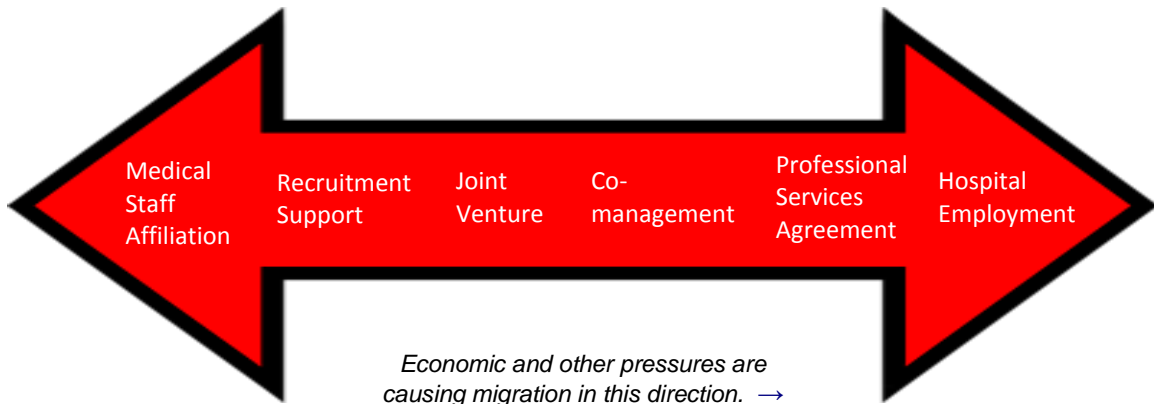 Medical
Staff
Affiliation
Recruitment
Support
Joint
Venture
Co-
management
Professional
Services
Agreement
Hospital
Employment
Economic and other pressures are
causing migration in this direction. →